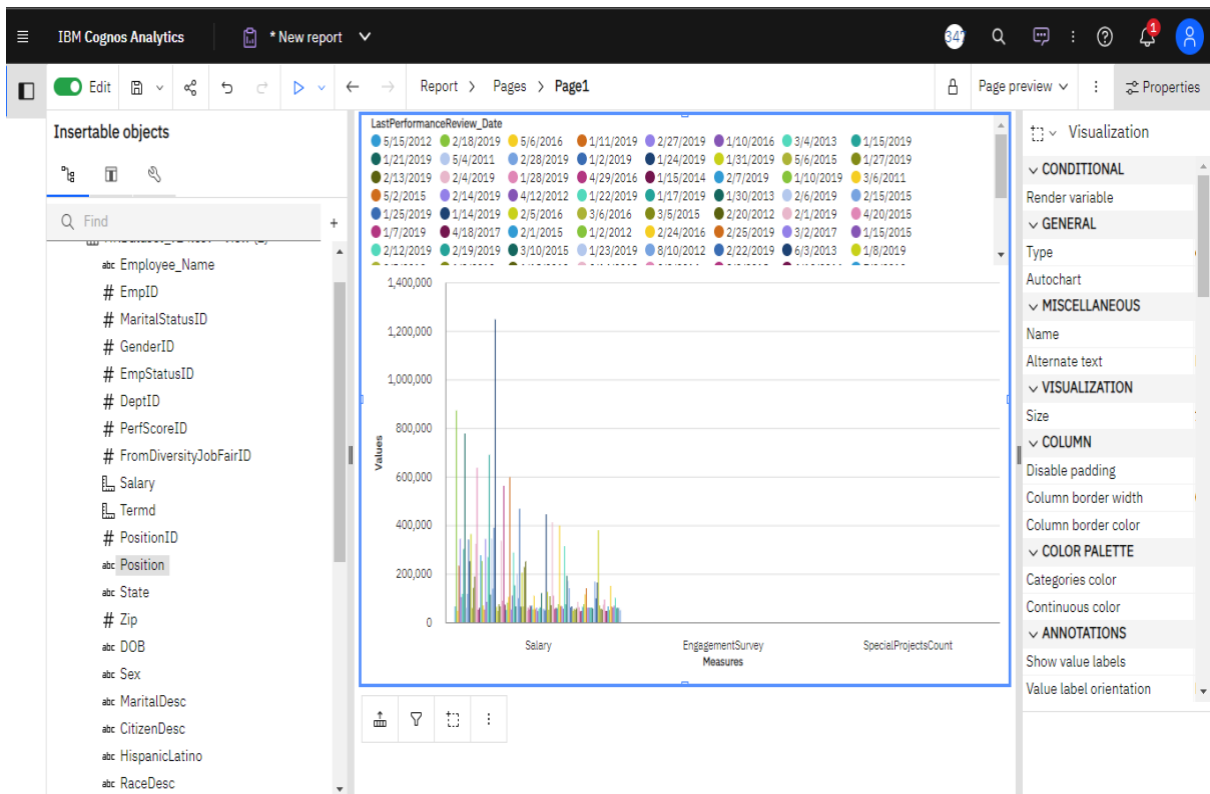 IBM Cognos Analytics * New report 347 1
Edit Report > Pages > Page1 Page preview Properties
Insertable objects
Find
abc Employee_Name
# EmpID
# MaritalStatusID
# GenderID
# EmpStatusID
# DeptID
# PerfScoreID
# FromDiversityJobFairID
Salary
Termd
# PositionID
abc Position
abc State
# Zip
abc DOB
abc Sex
abc MaritalDesc
abc CitizenDesc
abc HispanicLatino
abc RaceDesc
LastPerformanceReview_Date
5/15/2012 2/18/2019 5/6/2016 1/11/2019 2/27/2019 1/10/2016 3/4/2013 1/15/2019
1/21/2019 5/4/2011 2/28/2019 1/2/2019 1/24/2019 1/31/2019 5/6/2015 1/27/2019
2/13/2019 2/4/2019 1/28/2019 4/29/2016 1/15/2014 2/7/2019 1/10/2019 3/6/2011
5/2/2015 2/14/2019 4/12/2012 1/22/2019 1/17/2019 1/30/2013 2/6/2019 2/15/2015
1/25/2019 1/14/2019 2/5/2016 3/6/2016 3/5/2015 2/20/2012 2/1/2019 4/20/2015
1/7/2019 4/18/2017 2/1/2015 1/2/2012 2/24/2016 2/25/2019 3/2/2017 1/15/2015
2/12/2019 2/19/2019 3/10/2015 1/23/2019 8/10/2012 2/22/2019 6/3/2013 1/8/2019
1,400,000
1,200,000
1,000,000
800,000
600,000
400,000
200,000
0
Values
Salary EngagementSurvey SpecialProjectsCount
Measures
Visualization
CONDITIONAL
Render variable
GENERAL
Type
Autochart
MISCELLANEOUS
Name
Alternate text
VISUALIZATION
Size
COLUMN
Disable padding
Column border width
Column border color
COLOR PALETTE
Categories color
Continuous color
ANNOTATIONS
Show value labels
Value label orientation